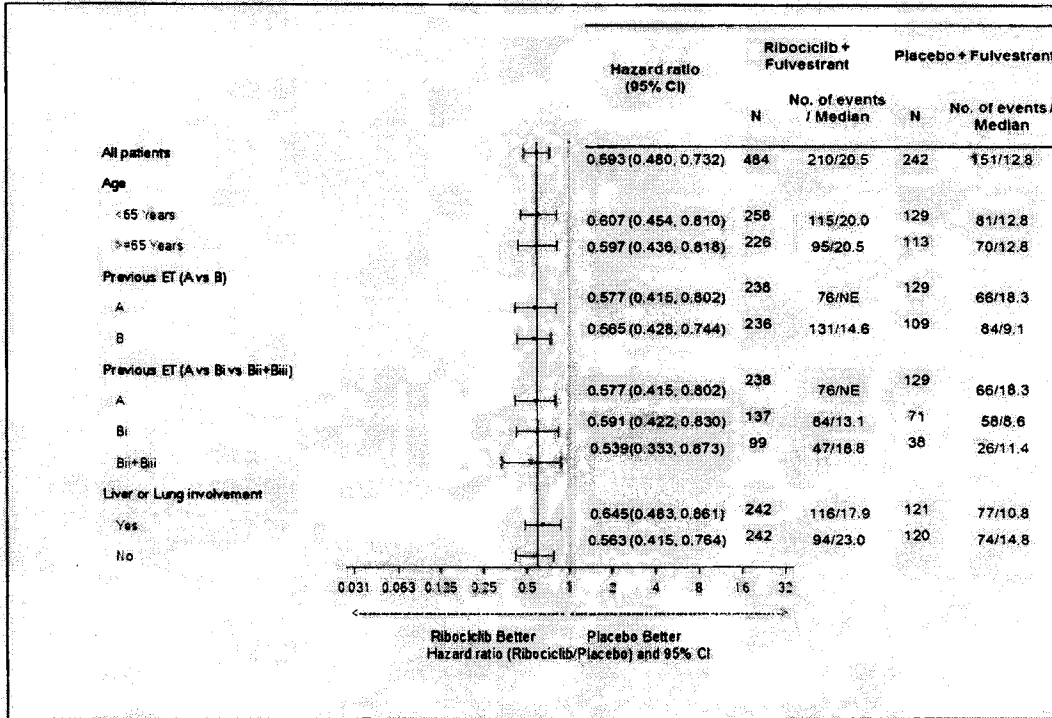 Hazard ratio (95% CI) Ribociclib + Fulvestrant Placebo + Fulvestrant
N No. of events / Median N No. of events / Median
All patients 0.593 (0.480, 0.732) 484 210/20.5 242 151/12.8
Age
<65 Years 0.607 (0.454, 0.810) 258 115/20.0 129 81/12.8
>=65 Years 0.597 (0.436, 0.818) 226 95/20.5 113 70/12.8
Previous ET (A vs B)
A 0.577 (0.415, 0.802) 238 76/NE 129 66/18.3
B 0.565 (0.428, 0.744) 236 131/14.6 109 84/9.1
Previous ET (A vs Bi vs Bii+Biii)
A 0.577 (0.415, 0.802) 238 76/NE 129 66/18.3
Bi 0.591 (0.422, 0.830) 137 84/13.1 71 58/8.6
Bii+Biii 0.539 (0.333, 0.873) 99 47/18.8 38 26/11.4
Liver or Lung involvement
Yes 0.645 (0.483, 0.861) 242 116/17.9 121 77/10.8
No 0.563 (0.415, 0.764) 242 94/23.0 120 74/14.8
0.031 0.063 0.125 0.25 0.5 1 2 4 8 16 32
Ribociclib Better Placebo Better
Hazard ratio (Ribociclib/Placebo) and 95% CI